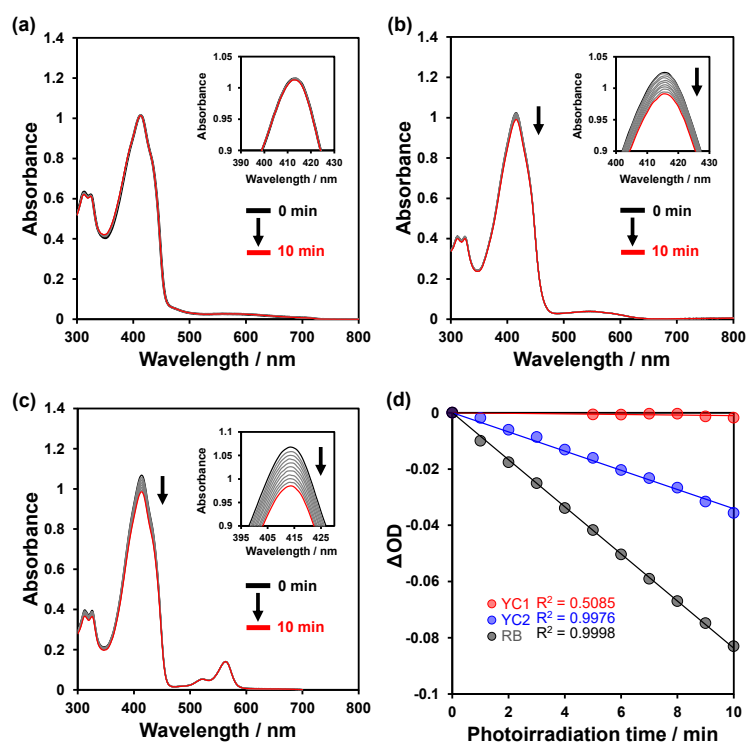 (a)
1.4
1.2
1
0.8
0.6
0.4
0.2
0
300 400 500 600 700 800
Absorbance
Wavelength / nm
1.05
1
0.95
0.9
390 400 410 420 430
Absorbance
Wavelength / nm
0 min
10 min
(b)
1.4
1.2
1
0.8
0.6
0.4
0.2
0
300 400 500 600 700 800
Absorbance
Wavelength / nm
1.05
1
0.95
0.9
400 410 420 430
Absorbance
Wavelength / nm
0 min
10 min
(c)
1.4
1.2
1
0.8
0.6
0.4
0.2
0
300 400 500 600 700 800
Absorbance
Wavelength / nm
1.1
1.05
1
0.95
0.9
395 405 415 425
Absorbance
Wavelength / nm
0 min
10 min
(d)
0
-0.02
-0.04
-0.06
-0.08
-0.1
0 2 4 6 8 10
ΔOD
Photoirradiation time / min
YC1 R² = 0.5085
YC2 R² = 0.9976
RB R² = 0.9998